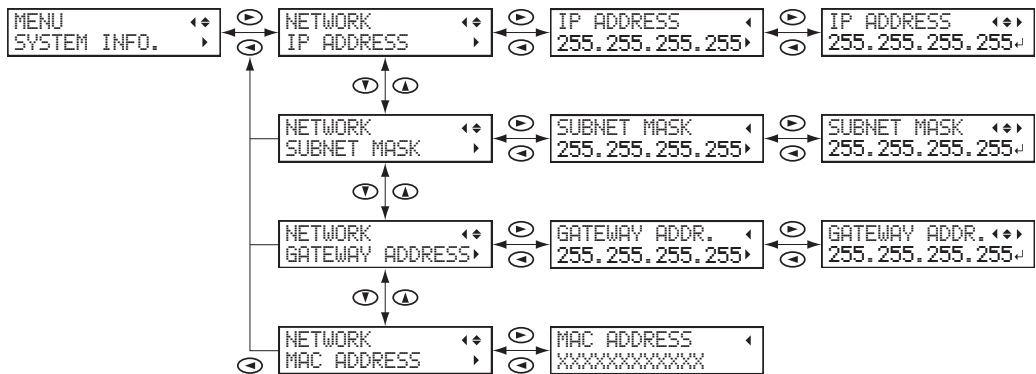 MENU
SYSTEM INFO.
NETWORK
IP ADDRESS
IP ADDRESS
255.255.255.255
IP ADDRESS
255.255.255.255
NETWORK
SUBNET MASK
SUBNET MASK
255.255.255.255
SUBNET MASK
255.255.255.255
NETWORK
GATEWAY ADDRESS
GATEWAY ADDR.
255.255.255.255
GATEWAY ADDR.
255.255.255.255
NETWORK
MAC ADDRESS
MAC ADDRESS
XXXXXXXXXXXX